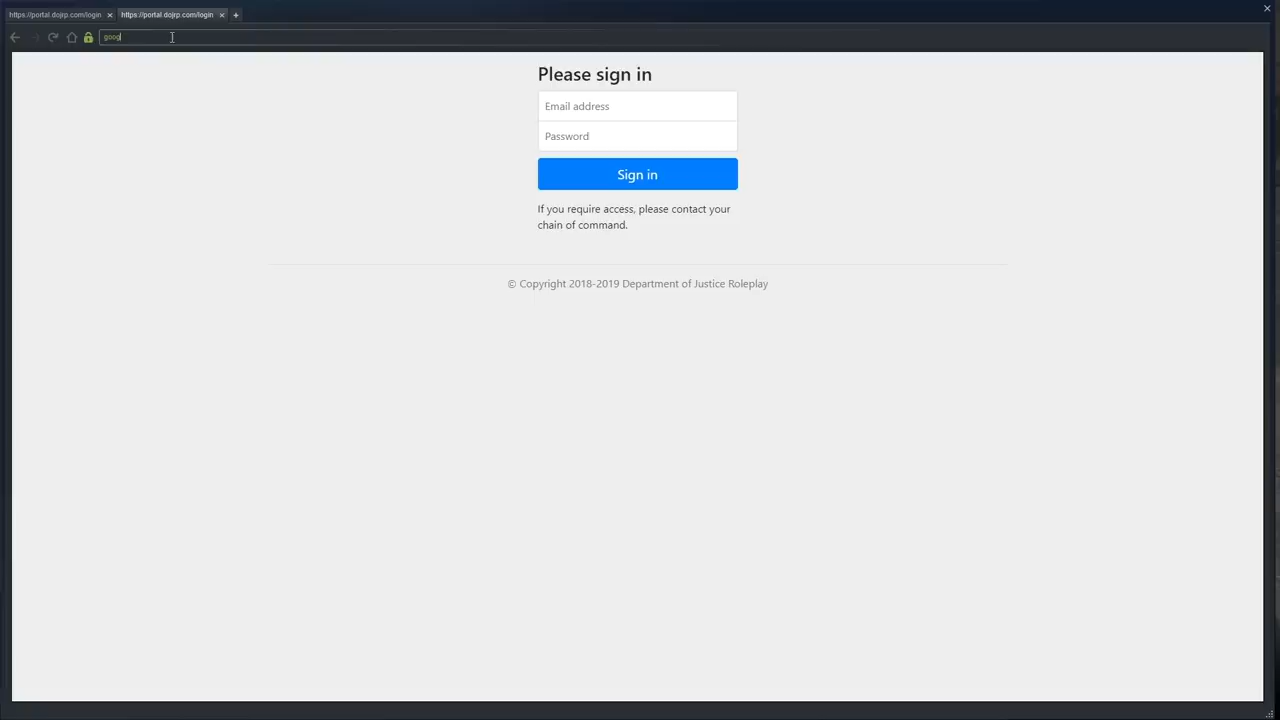 https://portal.dojrp.com/login
https://portal.dojrp.com/login
goog
Please sign in
Email address
Password
Sign in
If you require access, please contact your
chain of command.
© Copyright 2018-2019 Department of Justice Roleplay